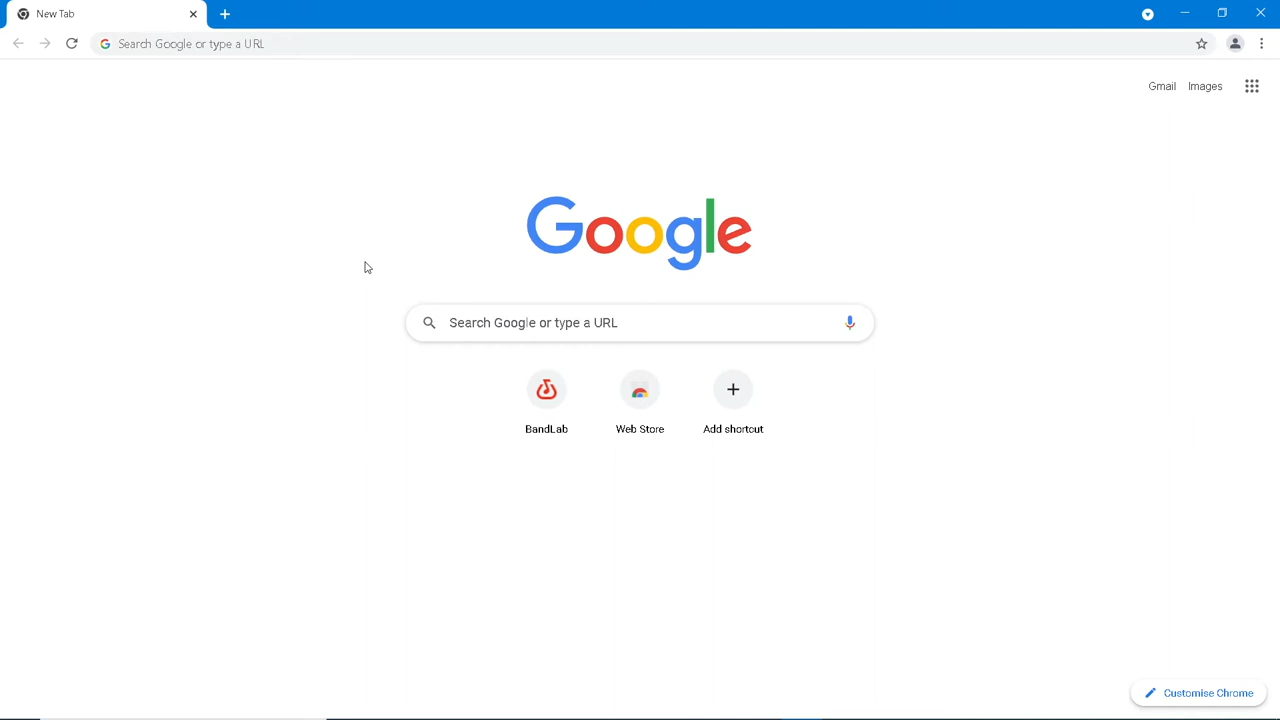 New Tab
Search Google or type a URL
Gmail Images
Google
Search Google or type a URL
BandLab Web Store Add shortcut
Customise Chrome